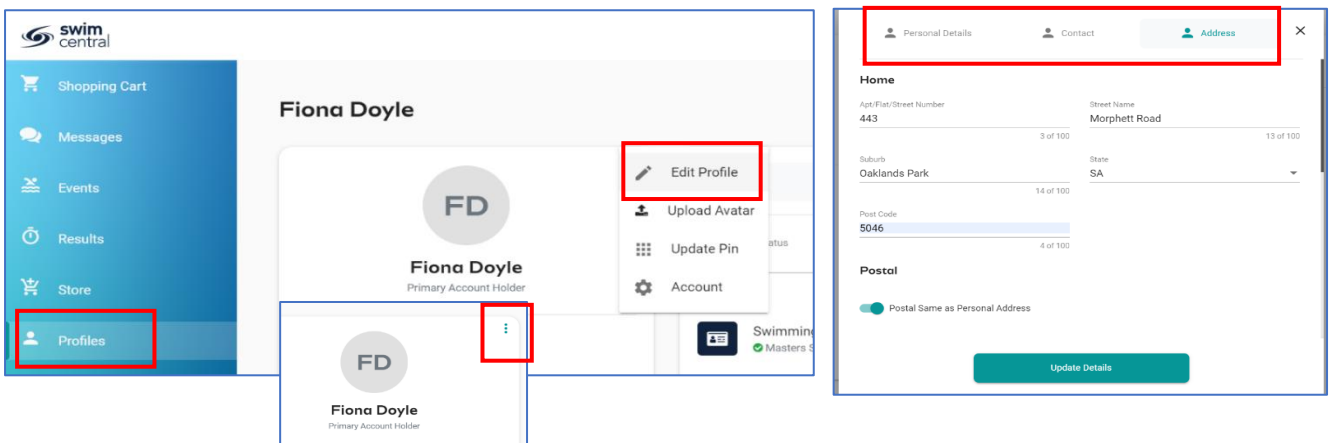 swim
central
Shopping Cart
Messages
Events
Results
Store
Profiles
Fiona Doyle
FD
Fiona Doyle
Primary Account Holder
Edit Profile
Upload Avatar
Update Pin
Account
atus
Swimming
Masters S
FD
Fiona Doyle
Primary Account Holder
Personal Details Contact Address
Home
Apt/Flat/Street Number Street Name
443 Morphett Road
3 of 100 13 of 100
Suburb State
Oaklands Park SA
14 of 100
Post Code
5046
4 of 100
Postal
Postal Same as Personal Address
Update Details